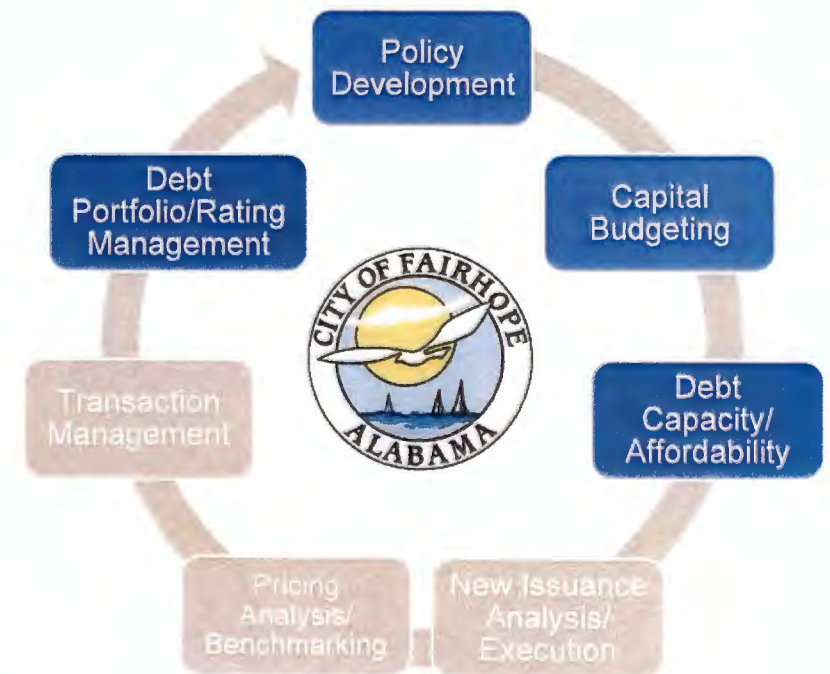 Policy
Development
Capital
Budgeting
Debt
Capacity/
Affordability
New Issuance
Analysis/
Execution
Pricing
Analysis/
Benchmarking
Transaction
Management
Debt
Portfolio/Rating
Management
CITY OF FAIRHOPE
ALABAMA